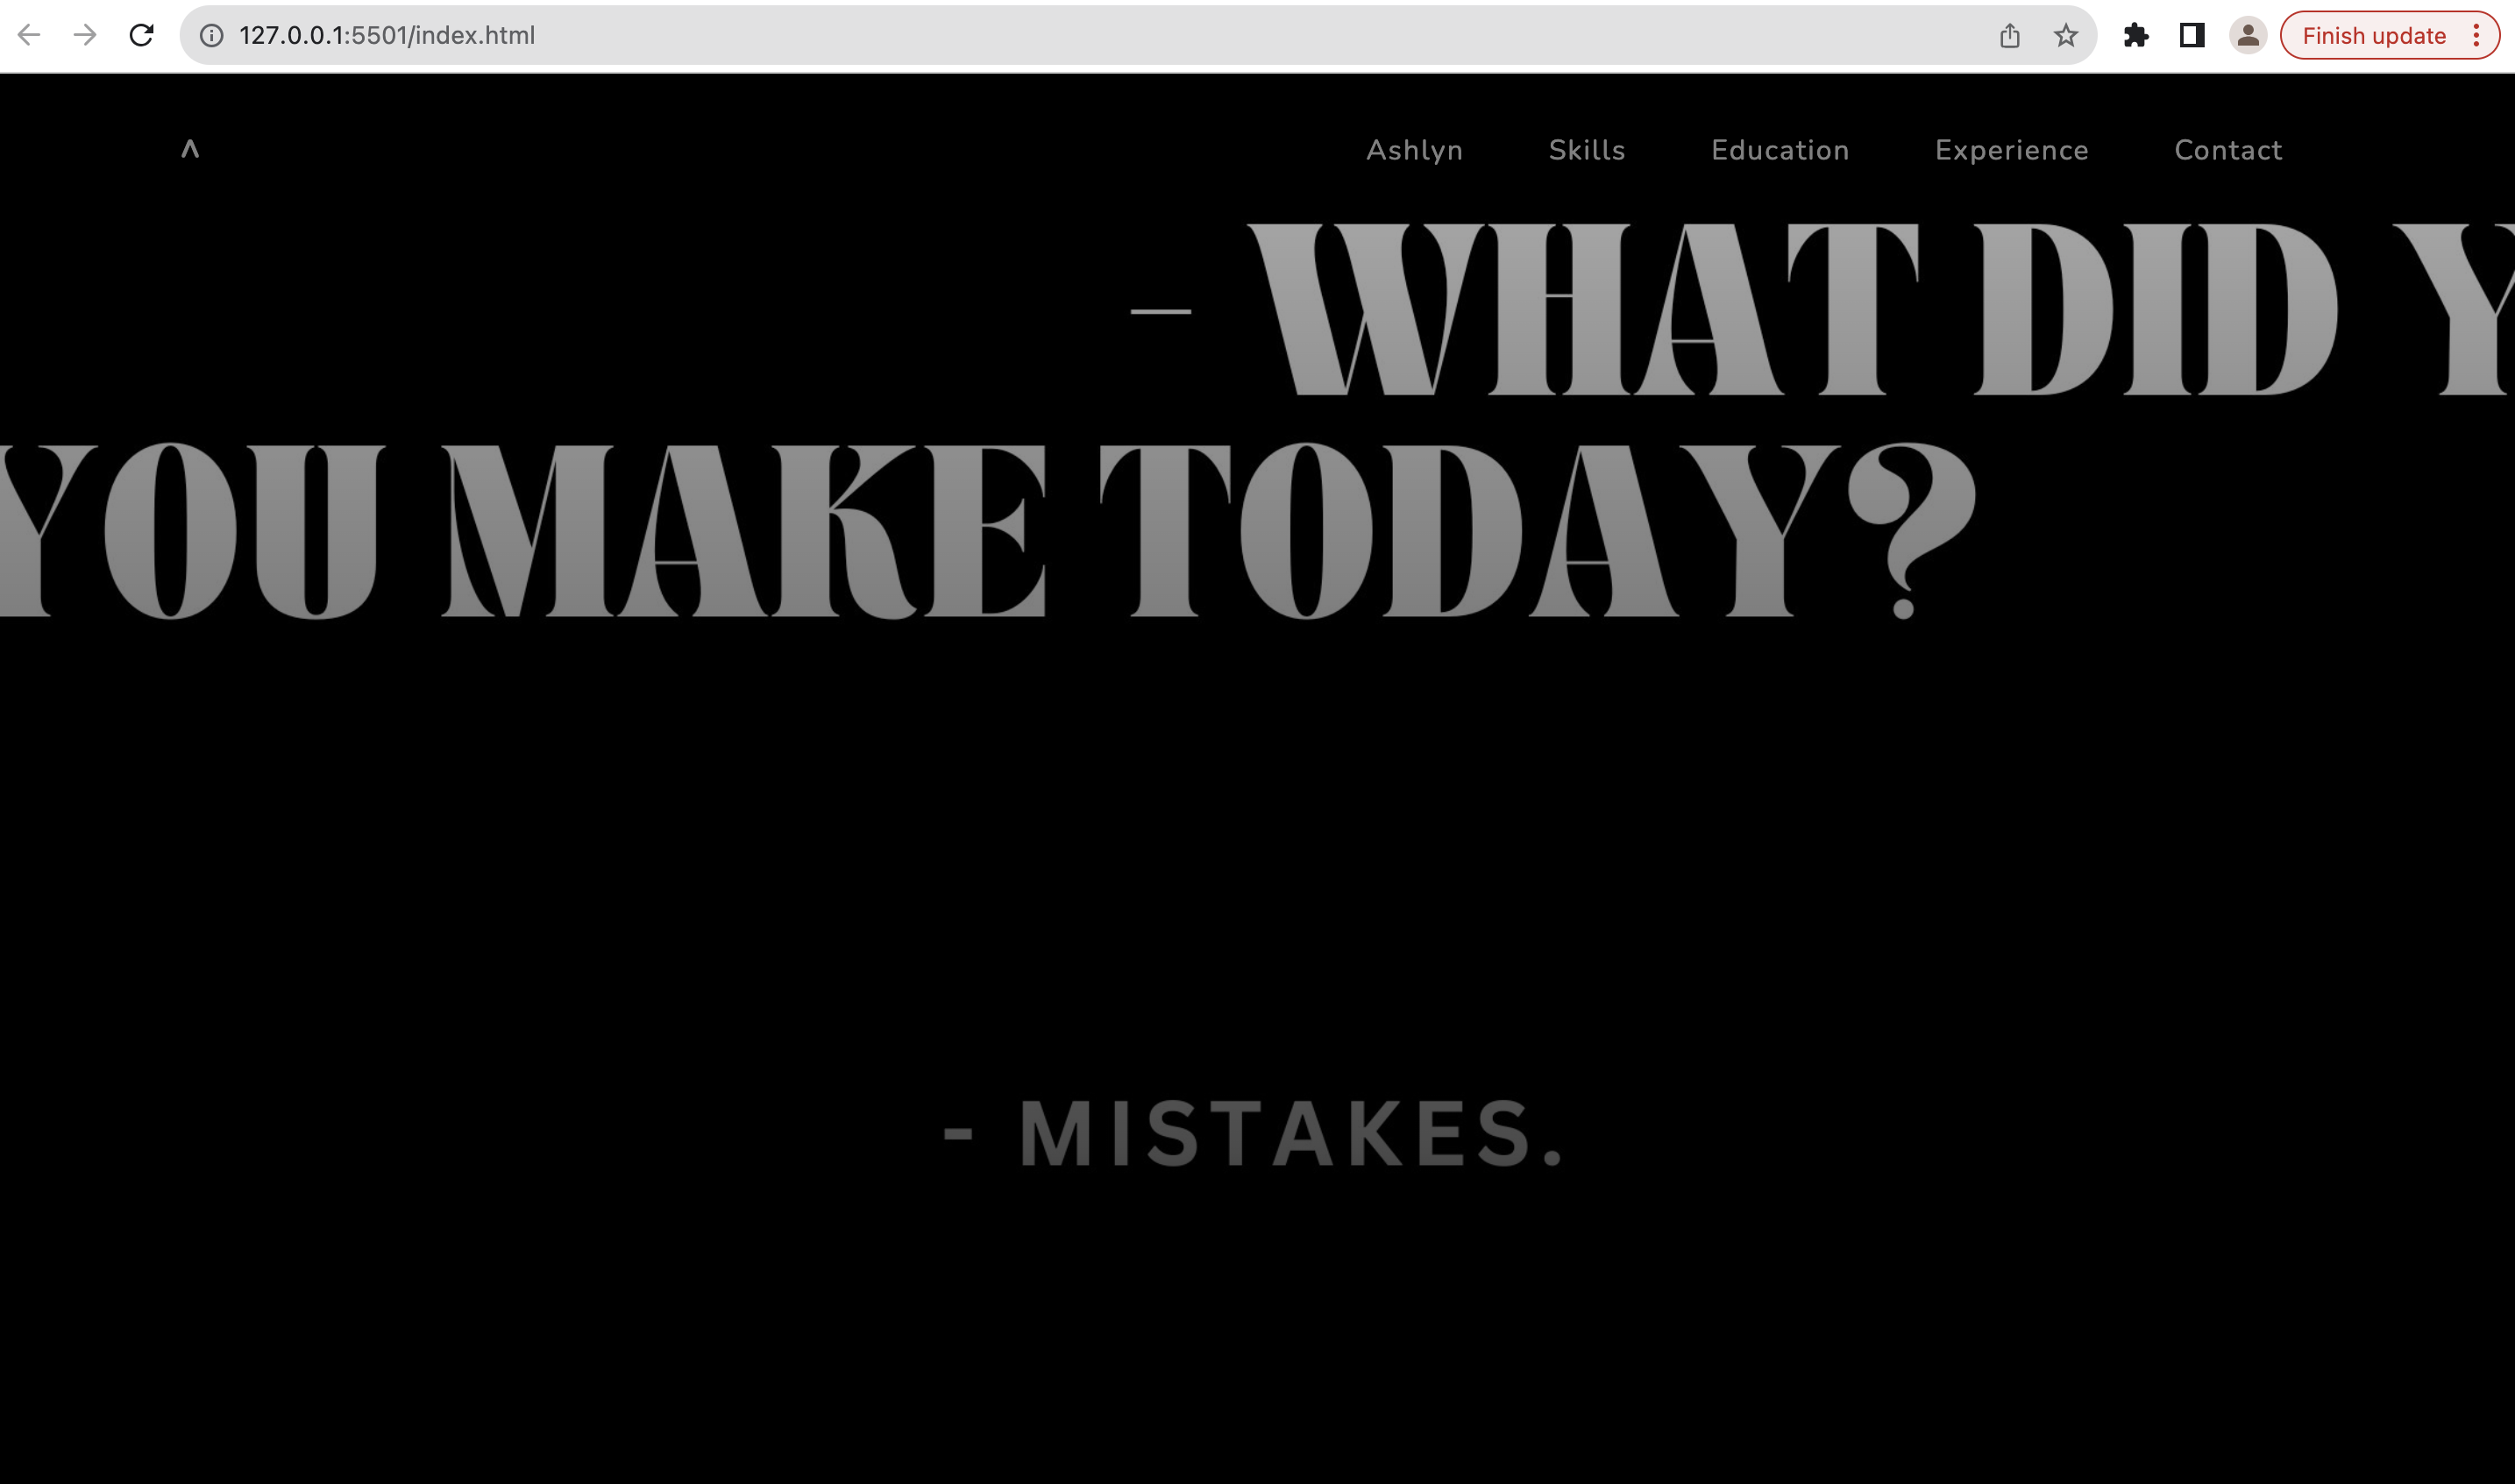 127.0.0.1:5501/index.html
Finish update
^
Ashlyn Skills Education Experience Contact
— WHAT DID Y
YOU MAKE TODAY?
- MISTAKES.